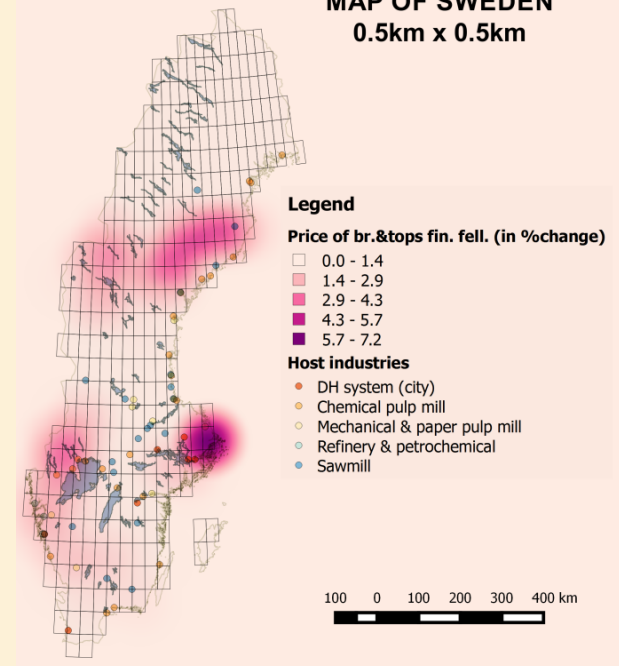 MAP OF SWEDEN
0.5km x 0.5km
Legend
Price of br.&tops fin. fell. (in %change)
0.0 - 1.4
1.4 - 2.9
2.9 - 4.3
4.3 - 5.7
5.7 - 7.2
Host industries
DH system (city)
Chemical pulp mill
Mechanical & paper pulp mill
Refinery & petrochemical
Sawmill
100 0 100 200 300 400 km